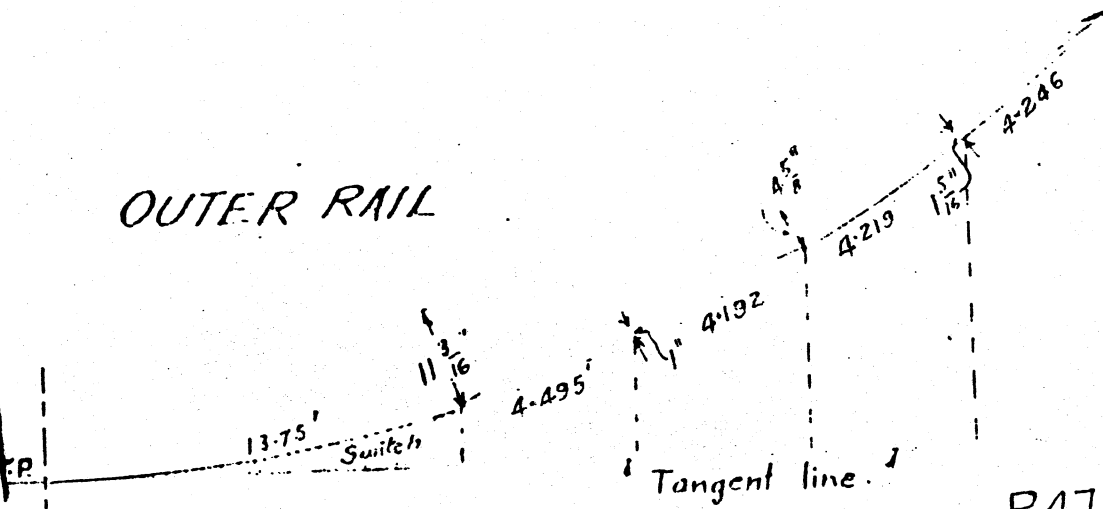 OUTER RAIL
4.246
4 5/8"
1 5/16"
4.219
4.192
1"
11 3/16"
4.495'
13.75'
Switch
T.P.
Tangent line.